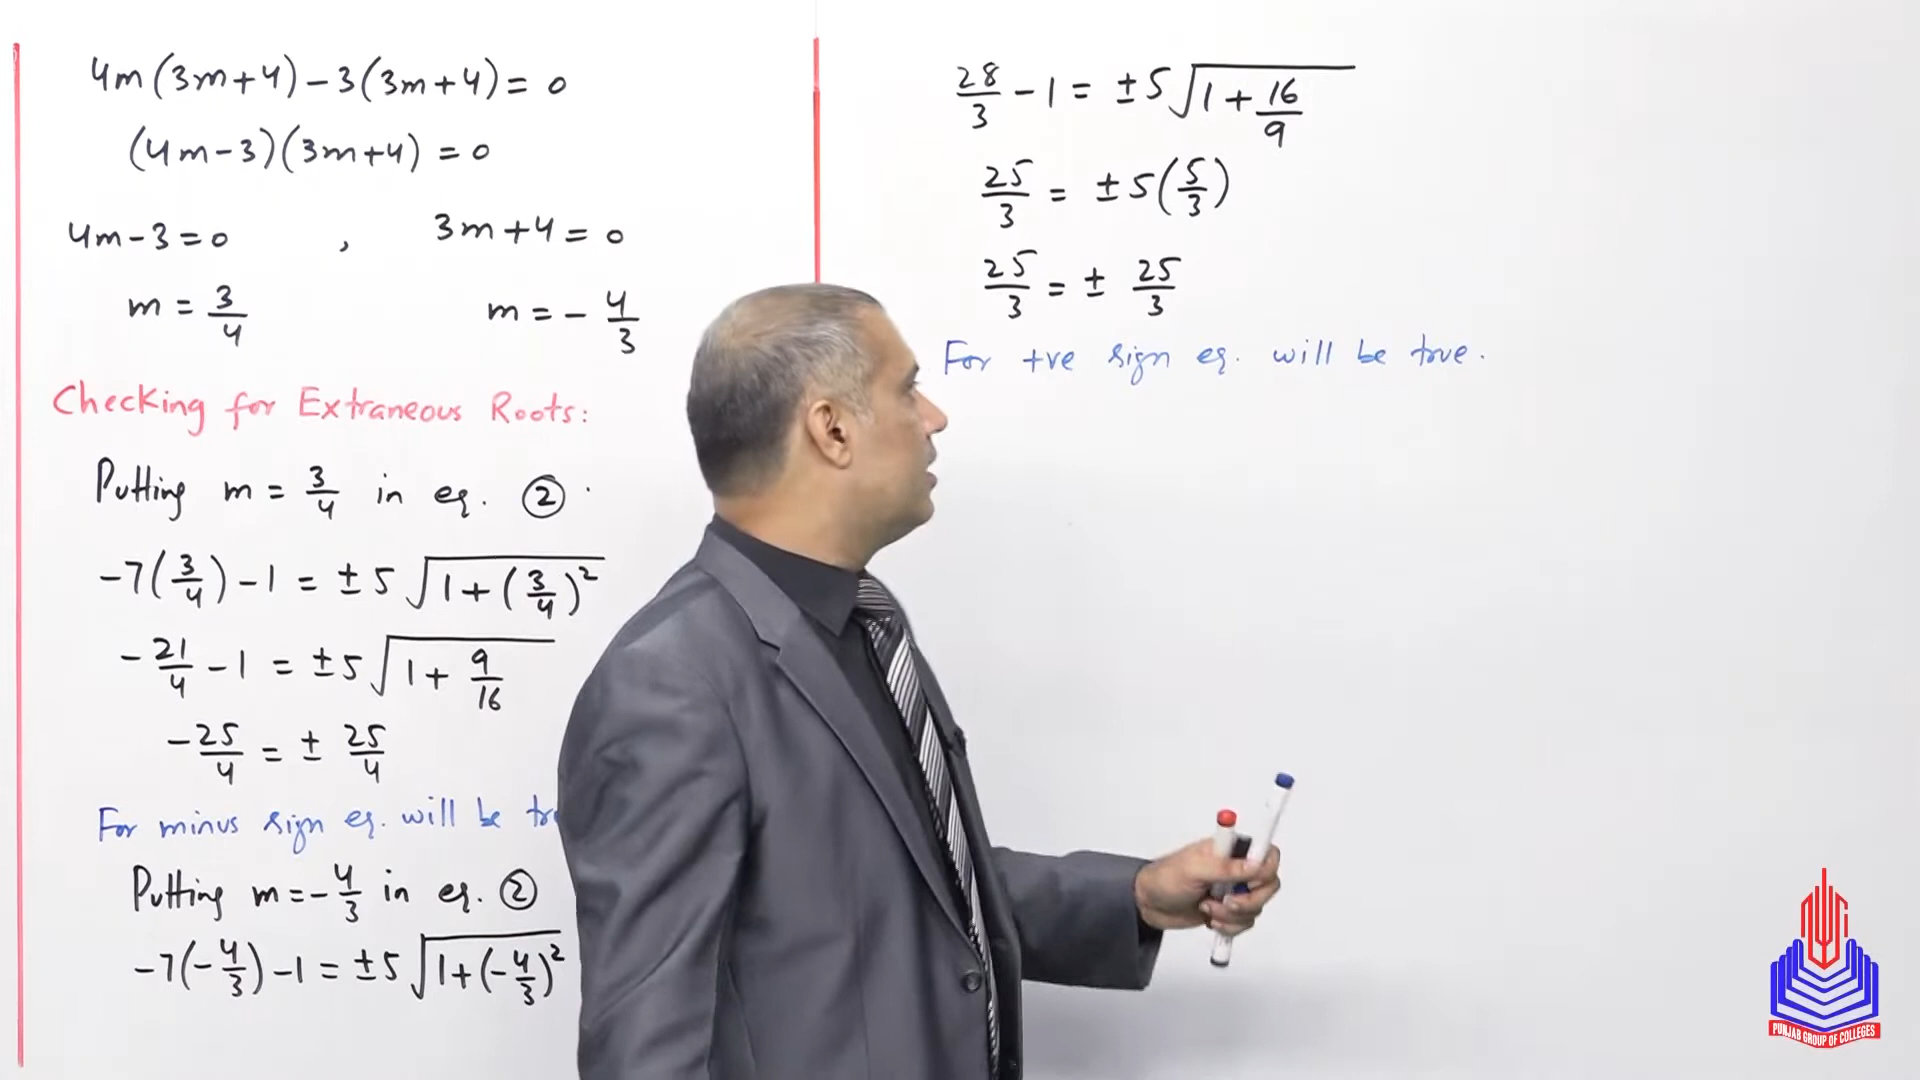 4m(3m+4)-3(3m+4)=0
(4m-3)(3m+4)=0
4m-3=0 , 3m+4=0
m = 3/4 m = -4/3
Checking for Extraneous Roots:
Putting m = 3/4 in eq. ②.
-7(3/4)-1 = ±5√(1+(3/4)²)
-21/4 -1 = ±5√(1+9/16)
-25/4 = ± 25/4
For minus sign eq. will be
Putting m=-4/3 in eq. ②
-7(-4/3)-1 = ±5√(1+(-4/3)²)
28/3 -1 = ±5√(1+16/9)
25/3 = ±5(5/3)
25/3 = ± 25/3
For +ve sign eq. will be true.
PUNJAB GROUP OF COLLEGES